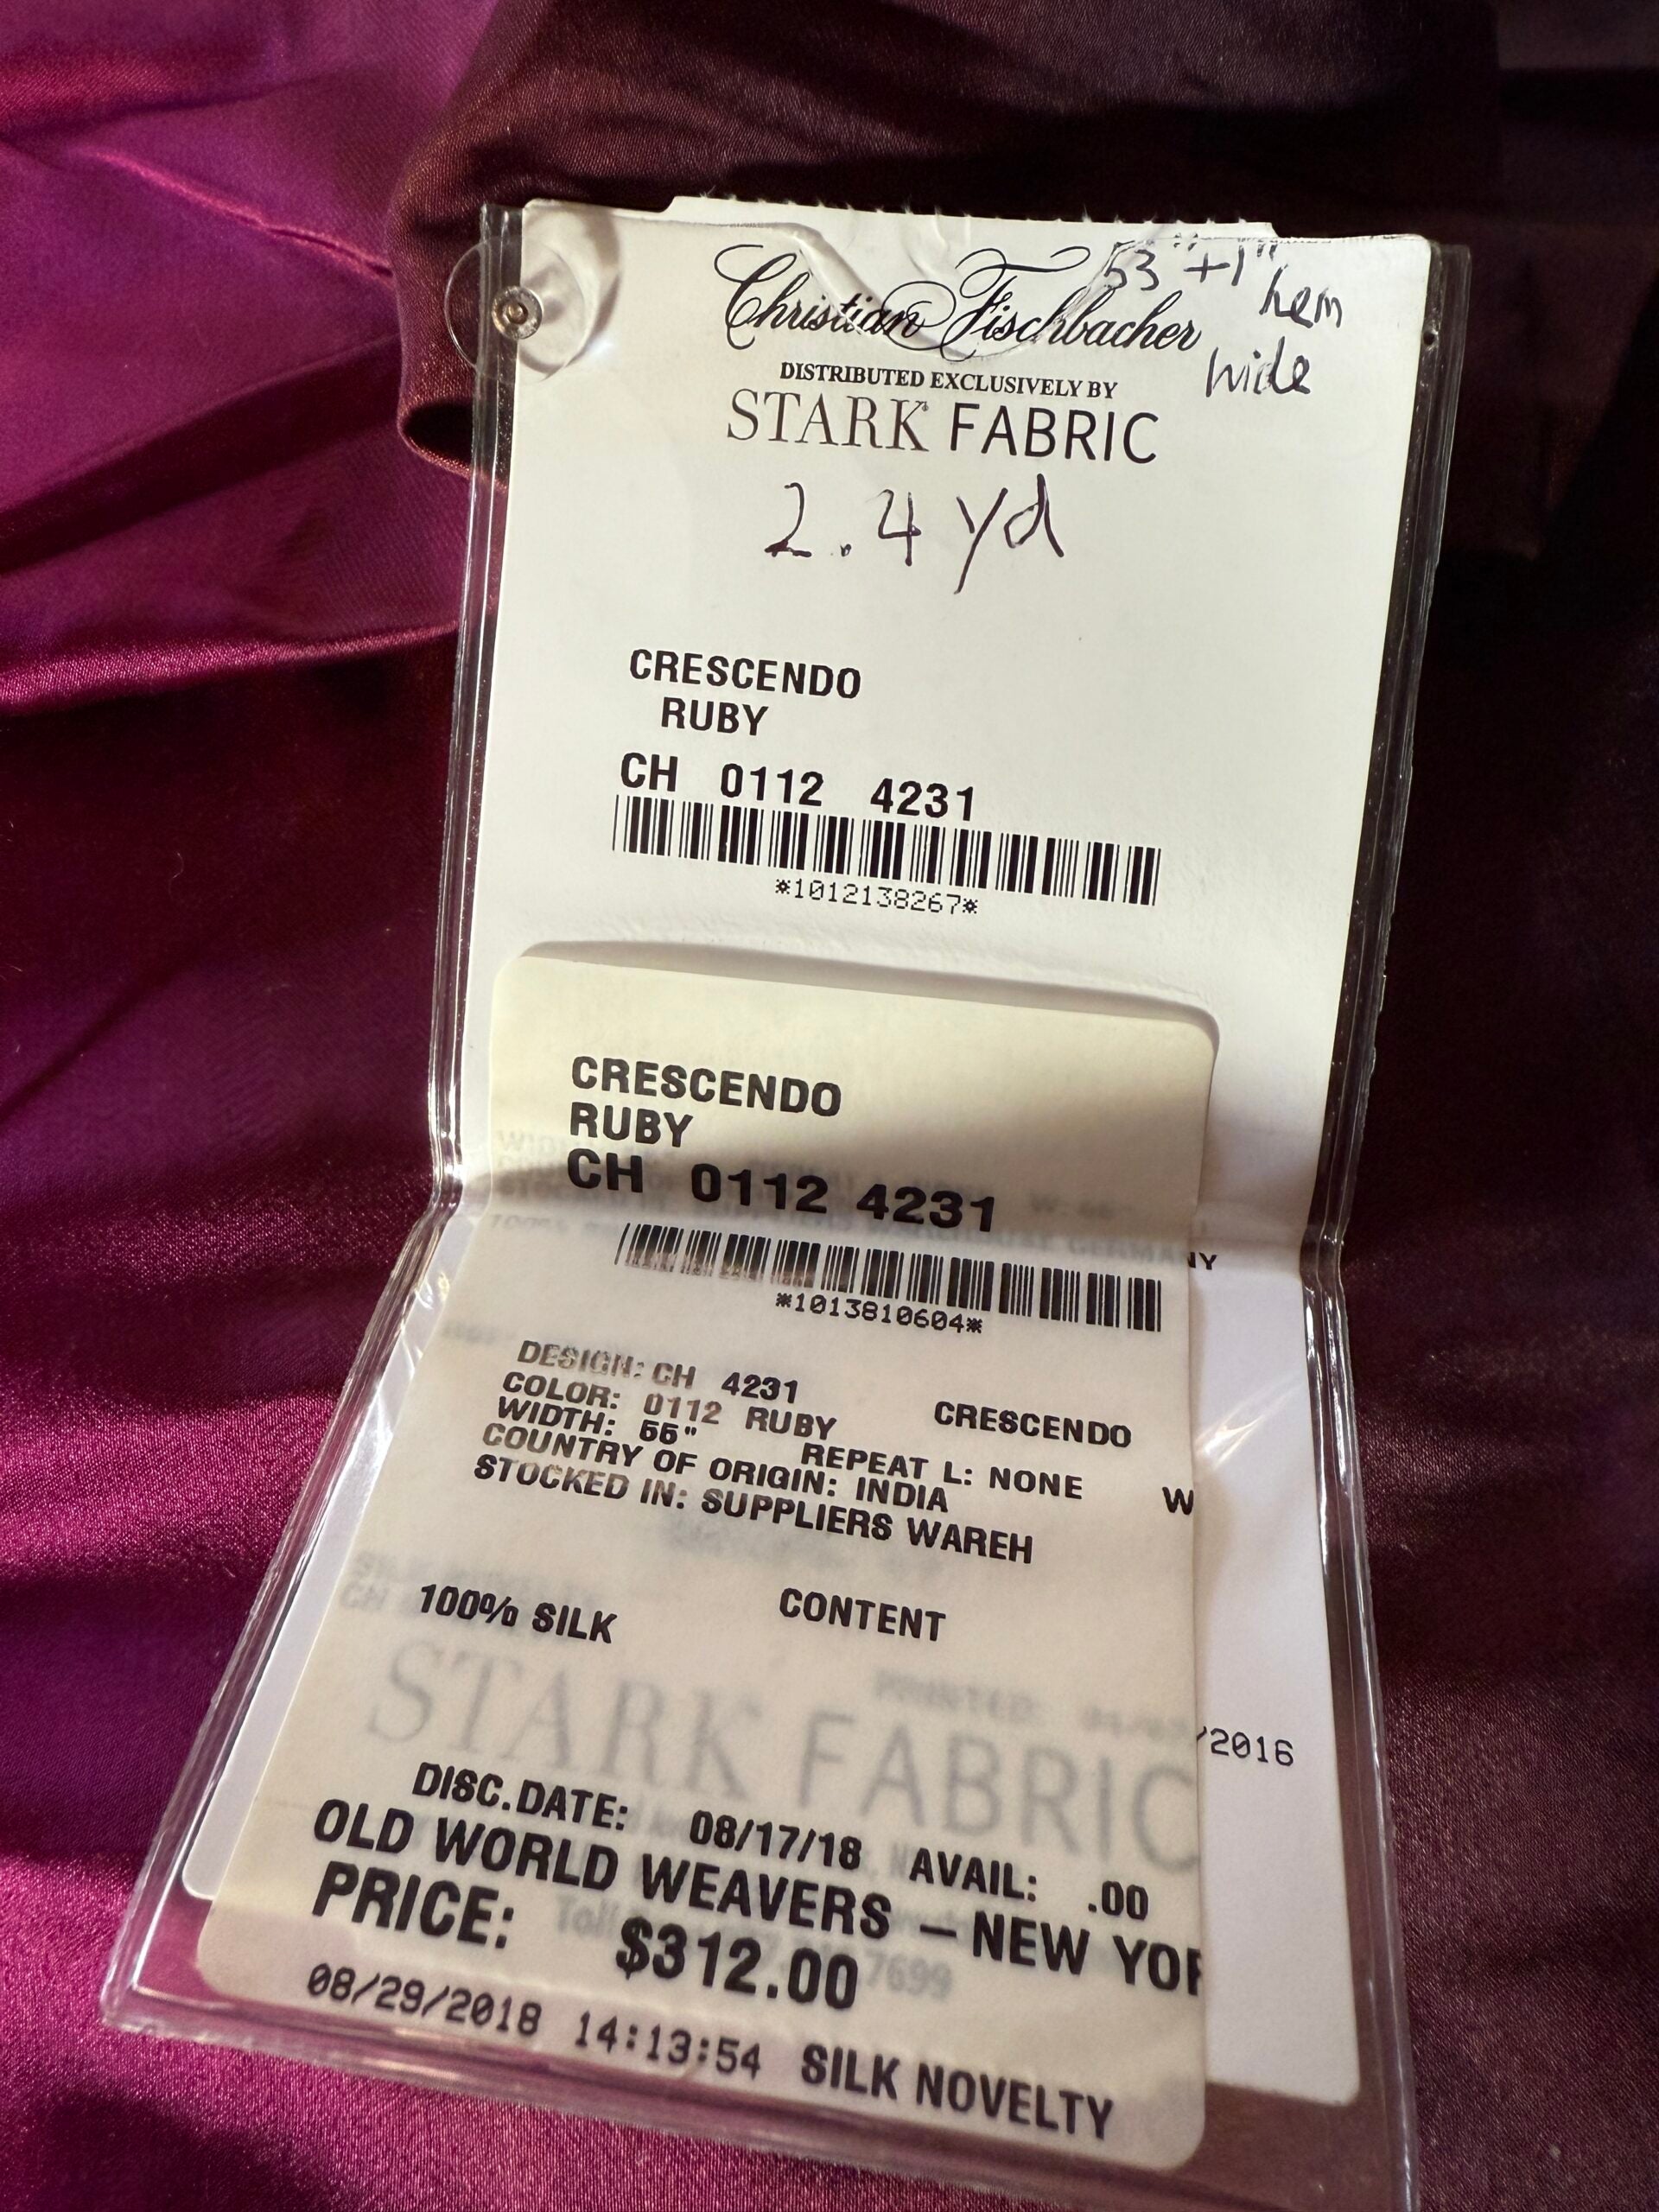 Christian Fischbacher
53"+1"
hem
wide
DISTRIBUTED EXCLUSIVELY BY
STARK FABRIC
2.4 yd
CRESCENDO
RUBY
CH 0112 4231
*1012138267*
CRESCENDO
RUBY
CH 0112 4231
GERMANY
*1013810604*
DESIGN: CH 4231 CRESCENDO
COLOR: 0112 RUBY
WIDTH: 55" REPEAT L: NONE W
COUNTRY OF ORIGIN: INDIA
STOCKED IN: SUPPLIERS WAREH
100% SILK CONTENT
STARK FABRIC
PRINTED: /2016
DISC.DATE: 08/17/18 AVAIL: .00
OLD WORLD WEAVERS - NEW YOR
PRICE: $312.00
7699
08/29/2018 14:13:54 SILK NOVELTY